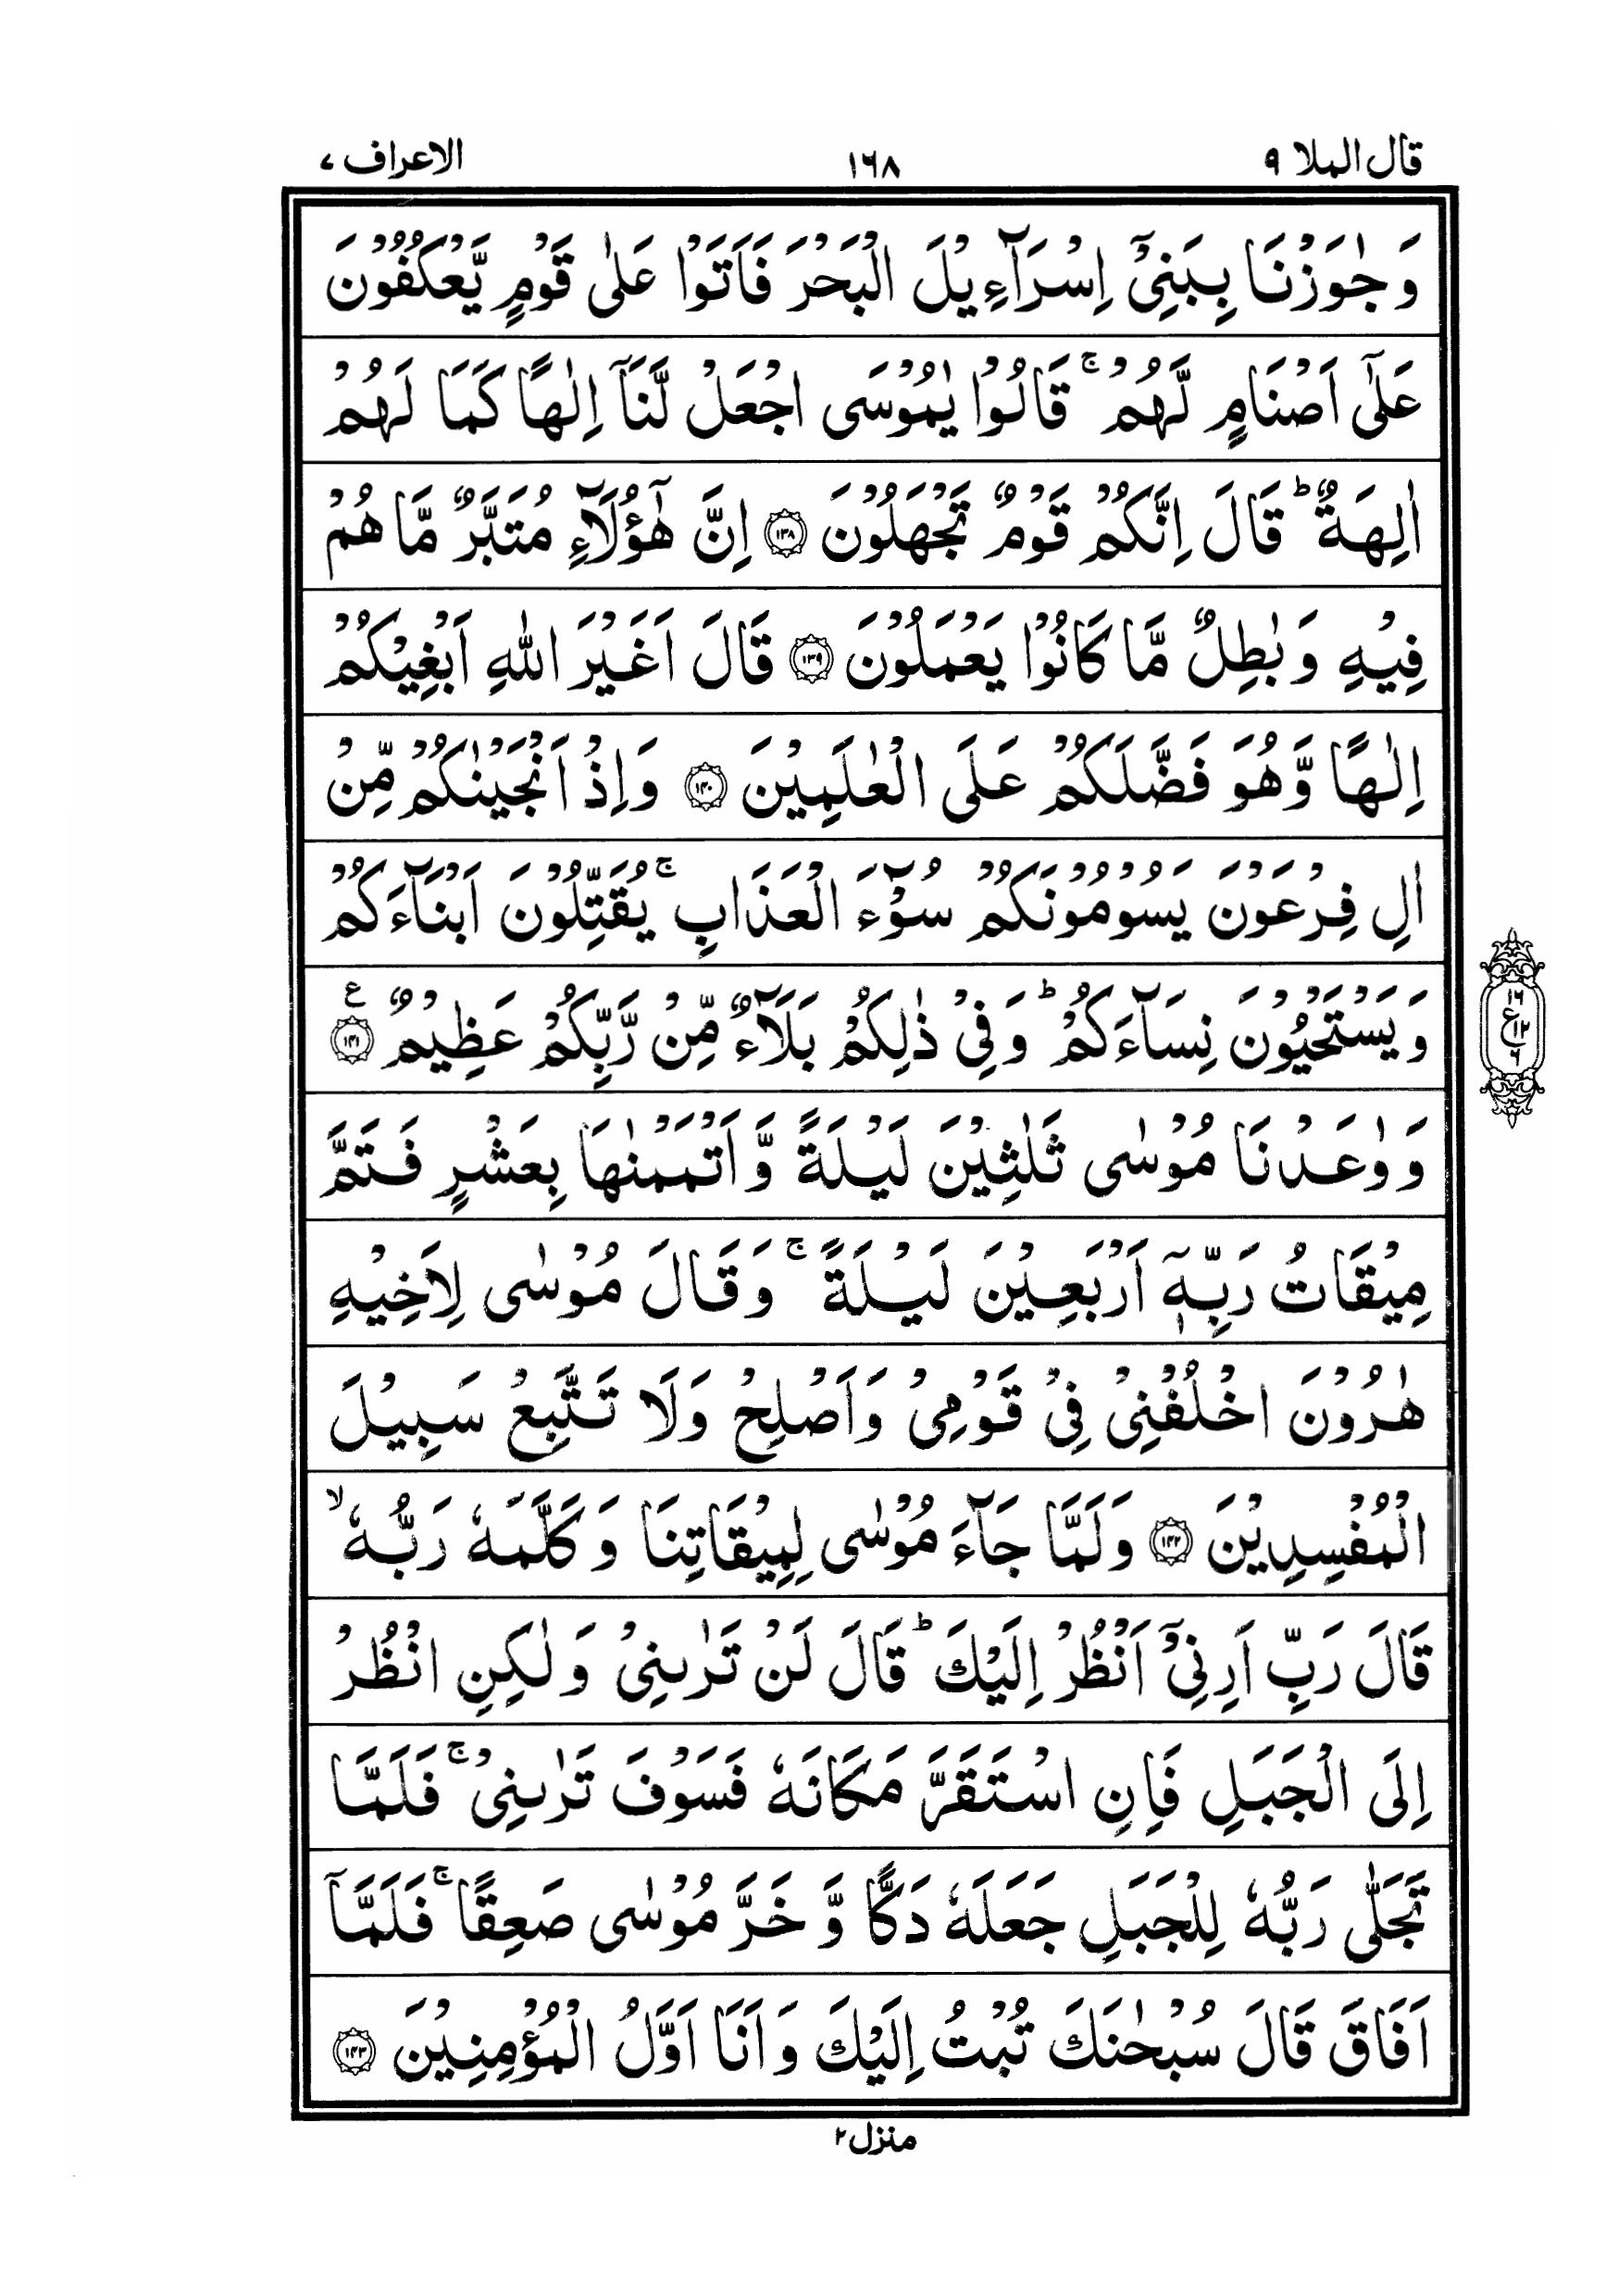 قال الملا ٩
١٦٨
الاعراف ٧
وَجٰوَزْنَا بِبَنِيْٓ اِسْرَآءِيْلَ الْبَحْرَ فَاَتَوْا عَلٰى قَوْمٍ يَّعْكُفُوْنَ
عَلٰٓى اَصْنَامٍ لَّهُمْ ۚ قَالُوْا يٰمُوْسَى اجْعَلْ لَّنَآ اِلٰهًا كَمَا لَهُمْ
اٰلِهَةٌ ؕ قَالَ اِنَّكُمْ قَوْمٌ تَجْهَلُوْنَ ﴿١٣٨﴾ اِنَّ هٰٓؤُلَآءِ مُتَبَّرٌ مَّا هُمْ
فِيْهِ وَبٰطِلٌ مَّا كَانُوْا يَعْمَلُوْنَ ﴿١٣٩﴾ قَالَ اَغَيْرَ اللّٰهِ اَبْغِيْكُمْ
اِلٰهًا وَّهُوَ فَضَّلَكُمْ عَلَى الْعٰلَمِيْنَ ﴿١٤٠﴾ وَاِذْ اَنْجَيْنٰكُمْ مِّنْ
اٰلِ فِرْعَوْنَ يَسُوْمُوْنَكُمْ سُوْٓءَ الْعَذَابِ ۚ يُقَتِّلُوْنَ اَبْنَآءَكُمْ
وَيَسْتَحْيُوْنَ نِسَآءَكُمْ ؕ وَفِيْ ذٰلِكُمْ بَلَآءٌ مِّنْ رَّبِّكُمْ عَظِيْمٌ ﴿١٤١﴾ ع
١٦
ع ١٢
٦
وَوٰعَدْنَا مُوْسٰى ثَلٰثِيْنَ لَيْلَةً وَّاَتْمَمْنٰهَا بِعَشْرٍ فَتَمَّ
مِيْقَاتُ رَبِّهٖٓ اَرْبَعِيْنَ لَيْلَةً ۚ وَقَالَ مُوْسٰى لِاَخِيْهِ
هٰرُوْنَ اخْلُفْنِيْ فِيْ قَوْمِيْ وَاَصْلِحْ وَلَا تَتَّبِعْ سَبِيْلَ
الْمُفْسِدِيْنَ ﴿١٤٢﴾ وَلَمَّا جَآءَ مُوْسٰى لِمِيْقَاتِنَا وَكَلَّمَهٗ رَبُّهٗ ۙ
قَالَ رَبِّ اَرِنِيْٓ اَنْظُرْ اِلَيْكَ ؕ قَالَ لَنْ تَرٰىنِيْ وَلٰكِنِ انْظُرْ
اِلَى الْجَبَلِ فَاِنِ اسْتَقَرَّ مَكَانَهٗ فَسَوْفَ تَرٰىنِيْ ۚ فَلَمَّا
تَجَلّٰى رَبُّهٗ لِلْجَبَلِ جَعَلَهٗ دَكًّا وَّخَرَّ مُوْسٰى صَعِقًا ۚ فَلَمَّآ
اَفَاقَ قَالَ سُبْحٰنَكَ تُبْتُ اِلَيْكَ وَاَنَا اَوَّلُ الْمُؤْمِنِيْنَ ﴿١٤٣﴾
منزل ٢